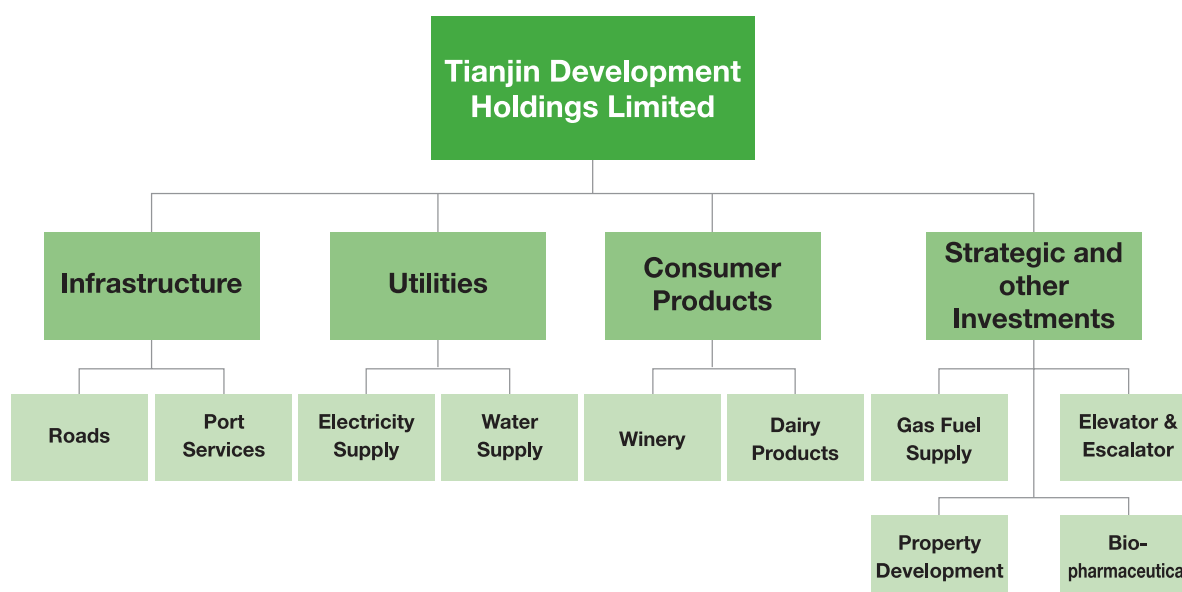 Tianjin Development
Holdings Limited
Infrastructure
Utilities
Consumer
Products
Strategic and
other
Investments
Roads
Port
Services
Electricity
Supply
Water
Supply
Winery
Dairy
Products
Gas Fuel
Supply
Elevator &
Escalator
Property
Development
Bio-
pharmaceutica